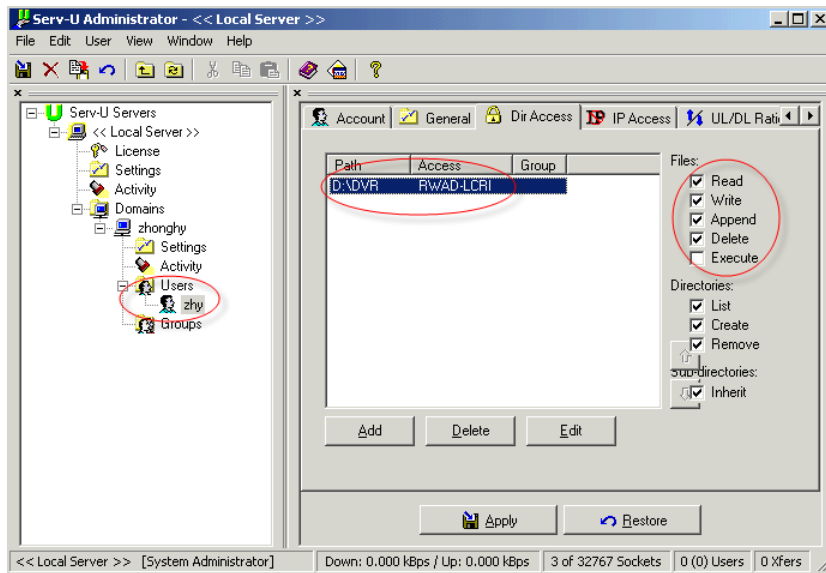 Serv-U Administrator - << Local Server >>
File Edit User View Window Help
Serv-U Servers
<< Local Server >>
License
Settings
Activity
Domains
zhonghy
Settings
Activity
Users
zhy
Groups
Account General Dir Access IP Access UL/DL Rati
Path Access Group
D:\DVR RWAD-LCRI
Files:
Read
Write
Append
Delete
Execute
Directories:
List
Create
Remove
Sub-directories:
Inherit
Add Delete Edit
Apply Restore
<< Local Server >> [System Administrator] Down: 0.000 kBps / Up: 0.000 kBps 3 of 32767 Sockets 0 (0) Users 0 Xfers